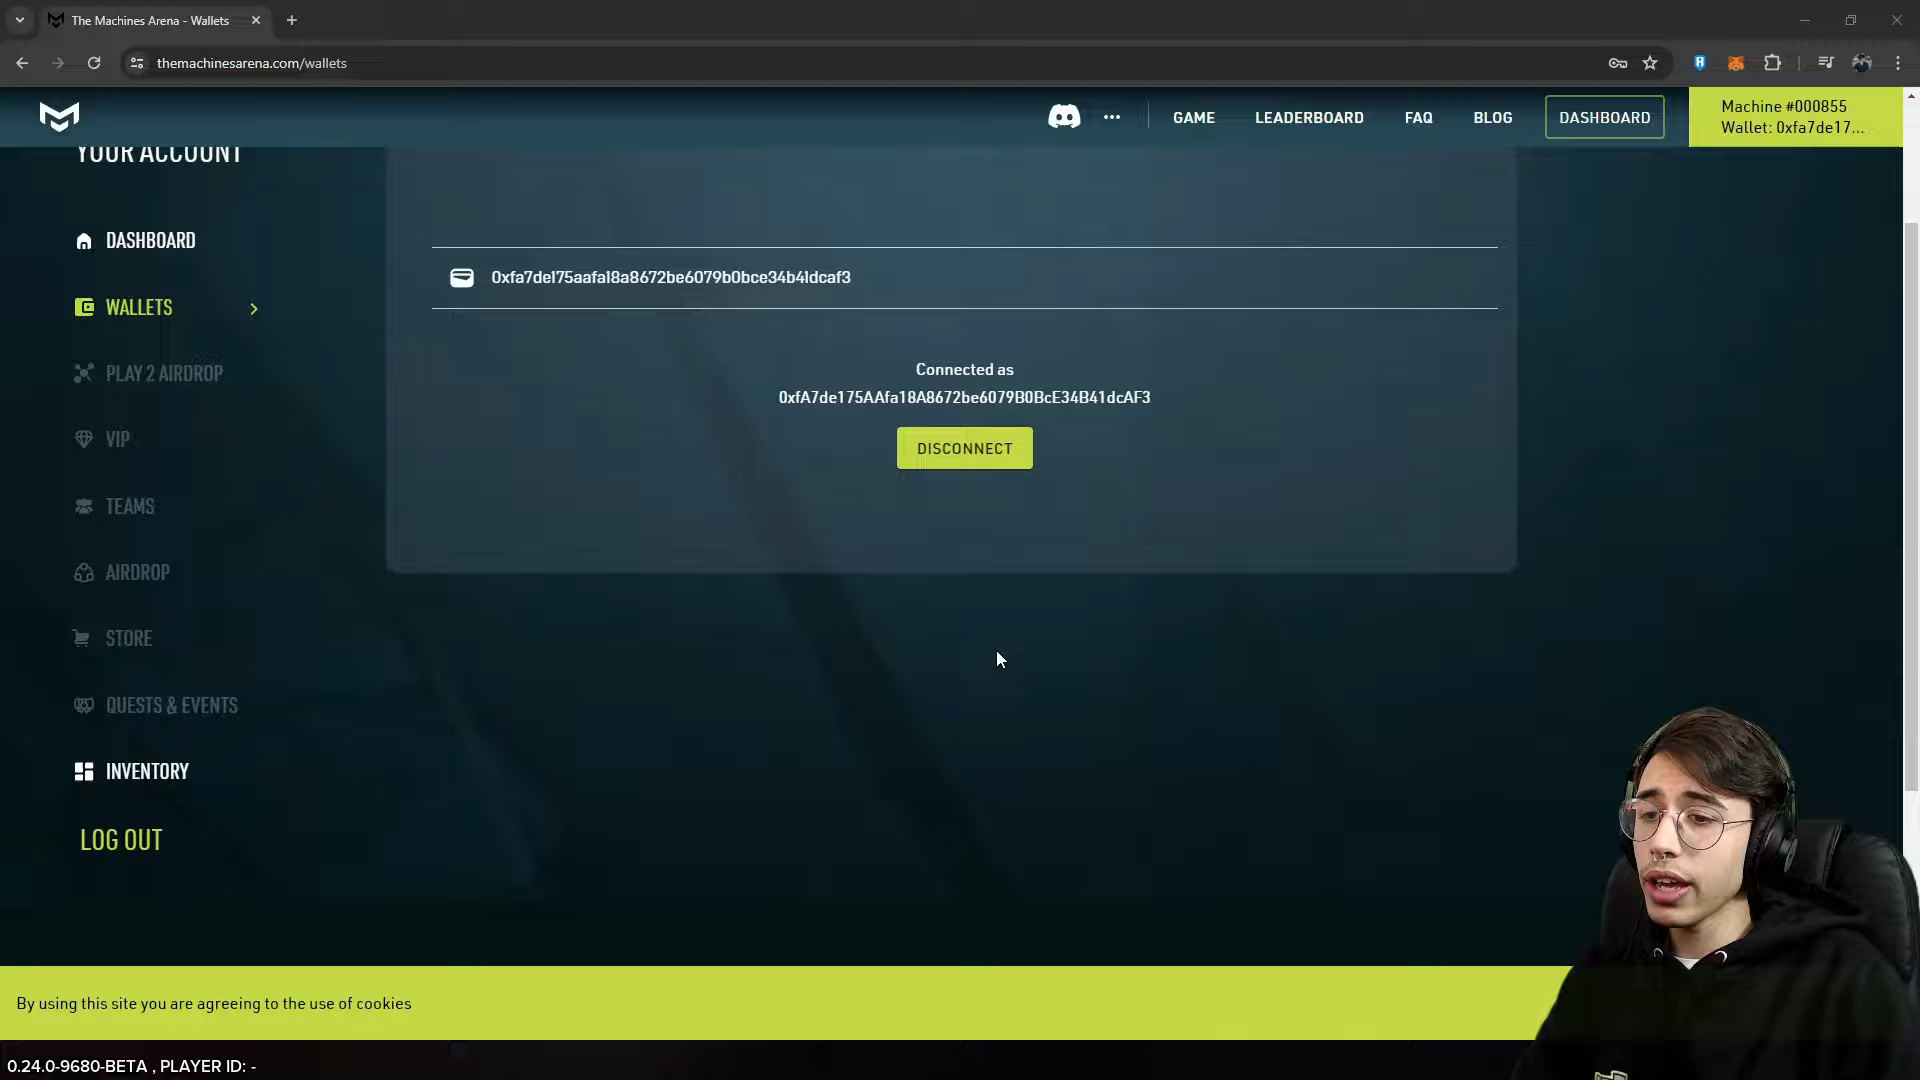 The Machines Arena - Wallets
themachinesarena.com/wallets
GAME
LEADERBOARD
FAQ
BLOG
DASHBOARD
Machine #000855
Wallet: 0xfa7de17...
YOUR ACCOUNT
DASHBOARD
WALLETS
PLAY 2 AIRDROP
VIP
TEAMS
AIRDROP
STORE
QUESTS & EVENTS
INVENTORY
LOG OUT
0xfa7de175aafa18a8672be6079b0bce34b41dcaf3
Connected as
0xfA7de175AAfa18A8672be6079B0BcE34B41dcAF3
DISCONNECT
By using this site you are agreeing to the use of cookies
0.24.0-9680-BETA , PLAYER ID: -